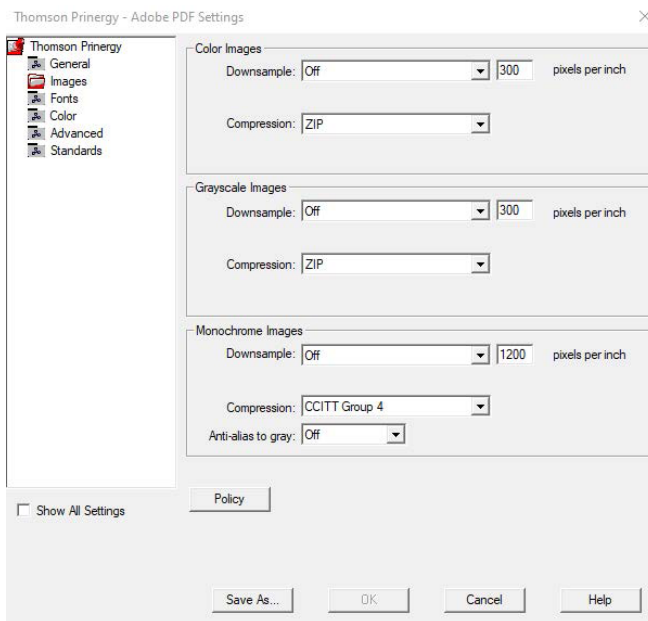 Thomson Prinergy - Adobe PDF Settings
Thomson Prinergy
General
Images
Fonts
Color
Advanced
Standards
Show All Settings
Color Images
Downsample: Off 300 pixels per inch
Compression: ZIP
Grayscale Images
Downsample: Off 300 pixels per inch
Compression: ZIP
Monochrome Images
Downsample: Off 1200 pixels per inch
Compression: CCITT Group 4
Anti-alias to gray: Off
Policy
Save As... OK Cancel Help